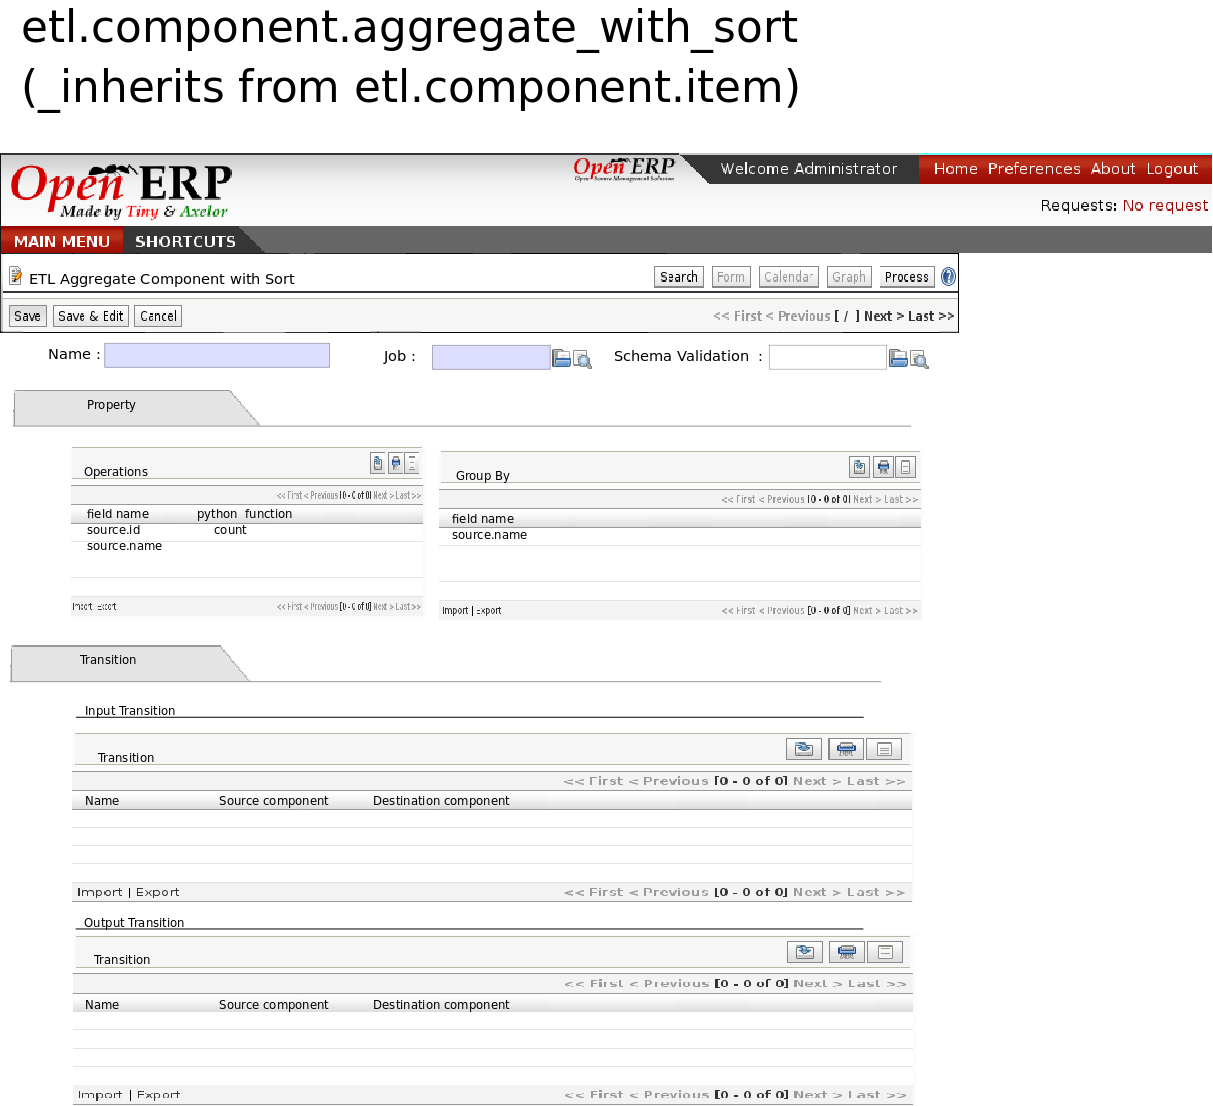 etl.component.aggregate_with_sort
(_inherits from etl.component.item)
Open ERP
Made by Tiny & Axelor
Open ERP
Open Source Management Solution
Welcome Administrator
Home Preferences About Logout
Requests: No request
MAIN MENU SHORTCUTS
ETL Aggregate Component with Sort
Search Form Calendar Graph Process ?
Save Save & Edit Cancel
<< First < Previous [ / ] Next > Last >>
Name : Job : Schema Validation :
Property
Operations
<< First < Previous [0 - 0 of 0] Next > Last >>
field name python function
source.id count
source.name
Import Export
<< First < Previous [0 - 0 of 0] Next > Last >>
Group By
<< First < Previous [0 - 0 of 0] Next > Last >>
field name
source.name
Import | Export
<< First < Previous [0 - 0 of 0] Next > Last >>
Transition
Input Transition
Transition
<< First < Previous [0 - 0 of 0] Next > Last >>
Name Source component Destination component
Import | Export << First < Previous [0 - 0 of 0] Next > Last >>
Output Transition
Transition
<< First < Previous [0 - 0 of 0] Next > Last >>
Name Source component Destination component
Import | Export << First < Previous [0 - 0 of 0] Next > Last >>